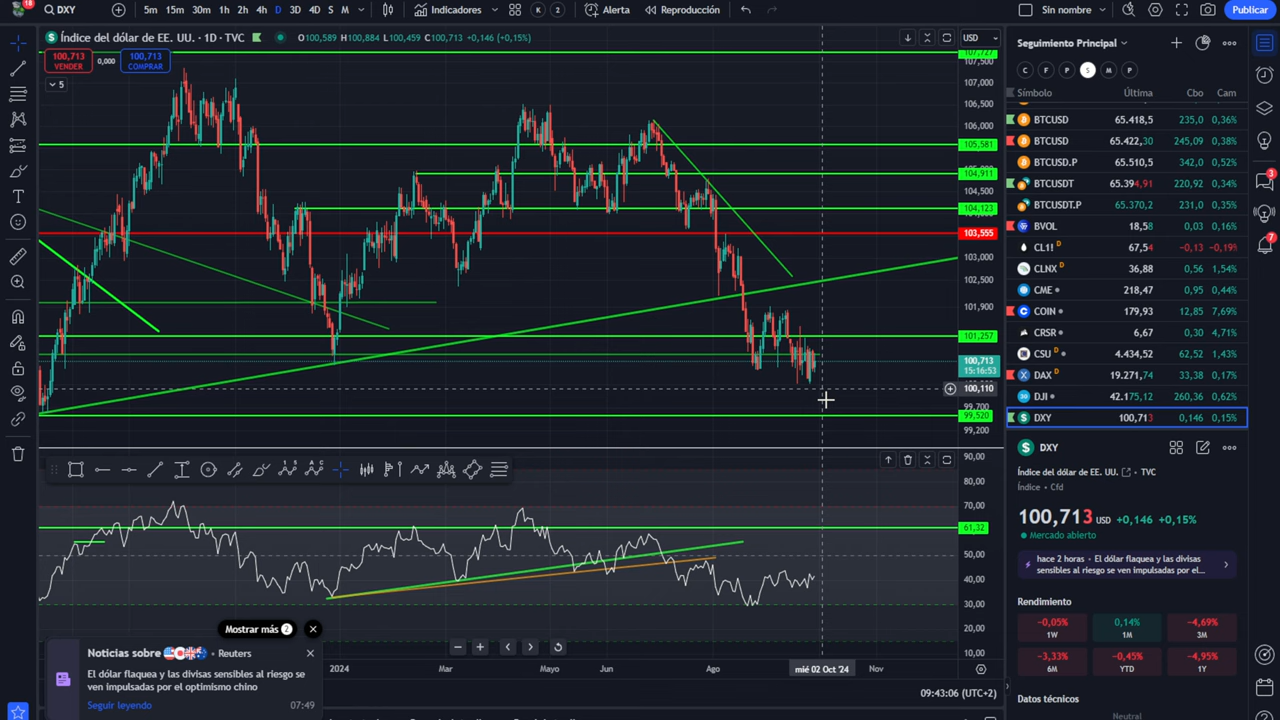 18
DXY
5m 15m 30m 1h 2h 4h D 3D 4D S M
Indicadores
K 2
Alerta
Reproducción
Sin nombre
Publicar
Índice del dólar de EE. UU. · 1D · TVC
O100,589 H100,884 L100,459 C100,713 +0,146 (+0,15%)
USD
100,713
VENDER
0,000
100,713
COMPRAR
5
107,727
107,500
107,000
106,500
106,000
105,581
104,911
104,500
104,123
103,555
103,000
102,500
101,900
101,257
100,713
15:16:53
100,110
99,700
99,520
99,200
90,00
80,00
70,00
61,32
50,00
40,00
30,00
20,00
10,00
Mostrar más 2
2024 Mar Mayo Jun Ago mié 02 Oct '24 Nov
09:43:06 (UTC+2)
Noticias sobre
• Reuters
El dólar flaquea y las divisas sensibles al riesgo se
ven impulsadas por el optimismo chino
Seguir leyendo 07:49
Seguimiento Principal
C F P S M P
Símbolo Última Cbo Cam
BTCUSD 65.418,5 235,0 0,36%
BTCUSD 65.422,30 245,09 0,38%
BTCUSD.P 65.510,5 342,0 0,52%
BTCUSDT 65.394,91 220,92 0,34%
BTCUSDT.P 65.370,2 231,0 0,35%
BVOL 18,58 0,03 0,16%
CL1! D 67,54 −0,13 −0,19%
CLNX D 36,88 0,56 1,54%
CME 218,47 0,95 0,44%
COIN 179,93 12,85 7,69%
CRSR 6,67 0,30 4,71%
CSU D 4.434,52 62,52 1,43%
DAX D 19.271,74 33,38 0,17%
DJI 42.175,12 260,36 0,62%
DXY 100,713 0,146 0,15%
DXY
Índice del dólar de EE. UU. • TVC
Índice • Cfd
100,713 USD +0,146 +0,15%
Mercado abierto
hace 2 horas • El dólar flaquea y las divisas
sensibles al riesgo se ven impulsadas por el...
Rendimiento
−0,05%
1W
0,14%
1M
−4,69%
3M
−3,33%
6M
−0,45%
YTD
−4,95%
1Y
Datos técnicos
Neutral
3
7